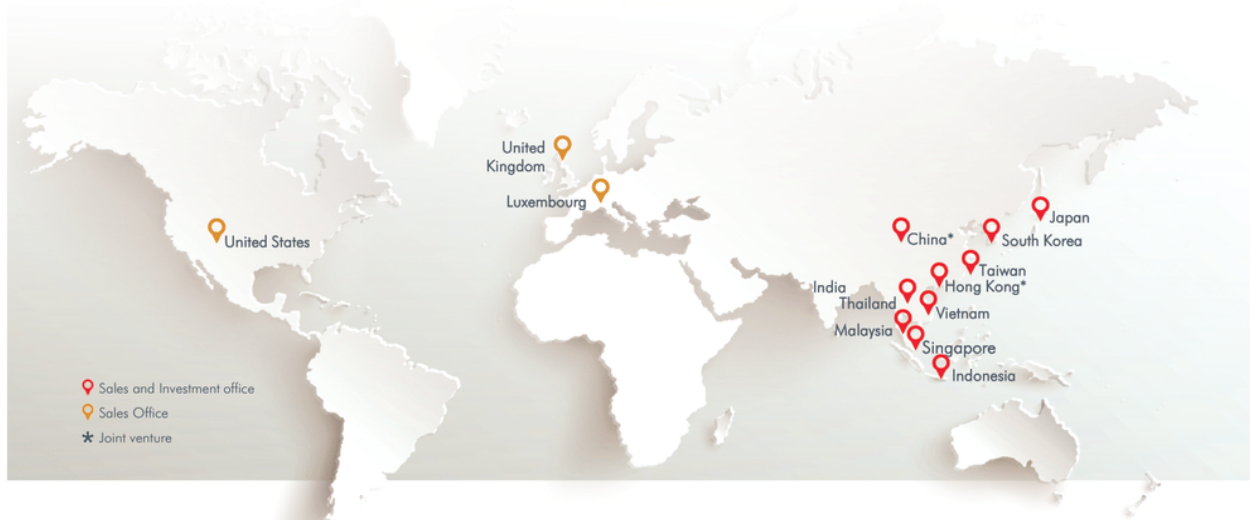 United
Kingdom
Luxembourg
United States
Japan
China*
South Korea
Taiwan
India
Hong Kong*
Thailand
Vietnam
Malaysia
Singapore
Indonesia
Sales and Investment office
Sales Office
* Joint venture